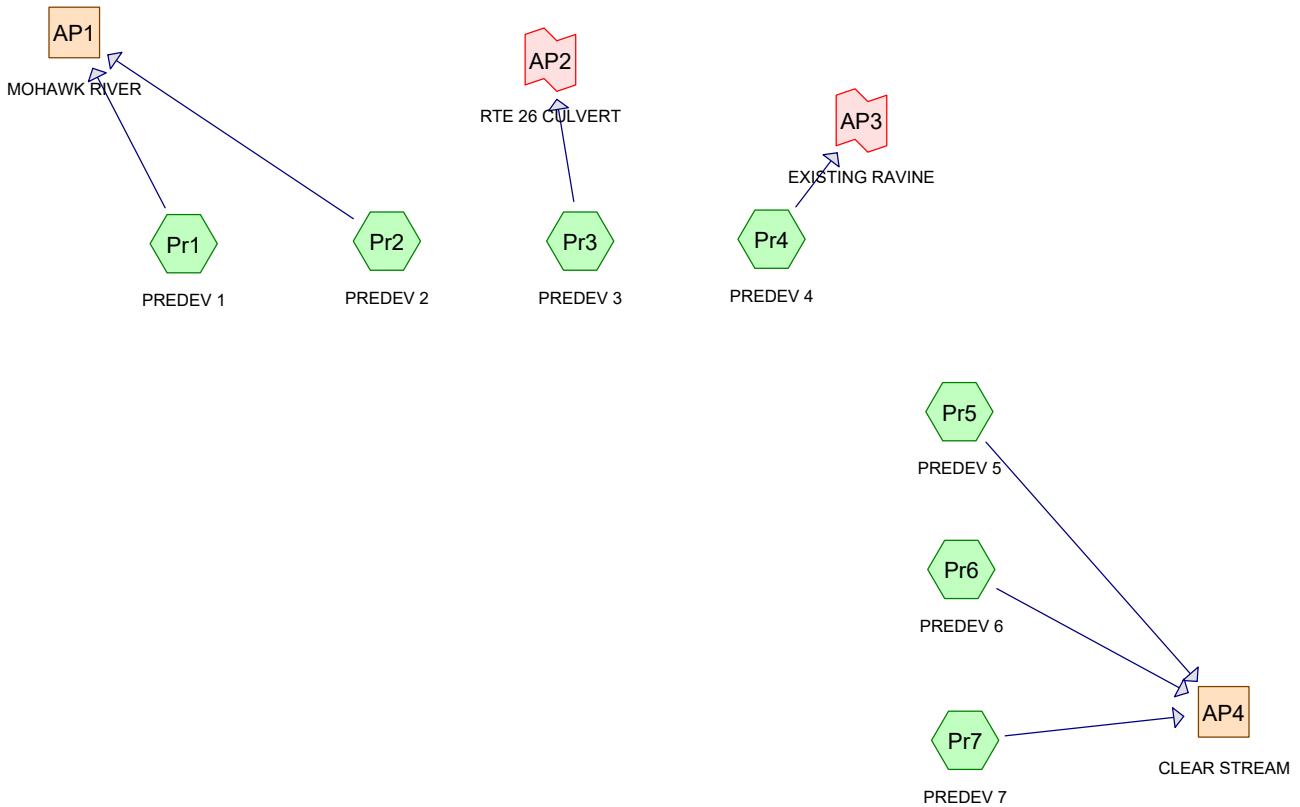 AP1
MOHAWK RIVER
AP2
RTE 26 CULVERT
AP3
EXISTING RAVINE
Pr1
PREDEV 1
Pr2
PREDEV 2
Pr3
PREDEV 3
Pr4
PREDEV 4
Pr5
PREDEV 5
Pr6
PREDEV 6
AP4
CLEAR STREAM
Pr7
PREDEV 7